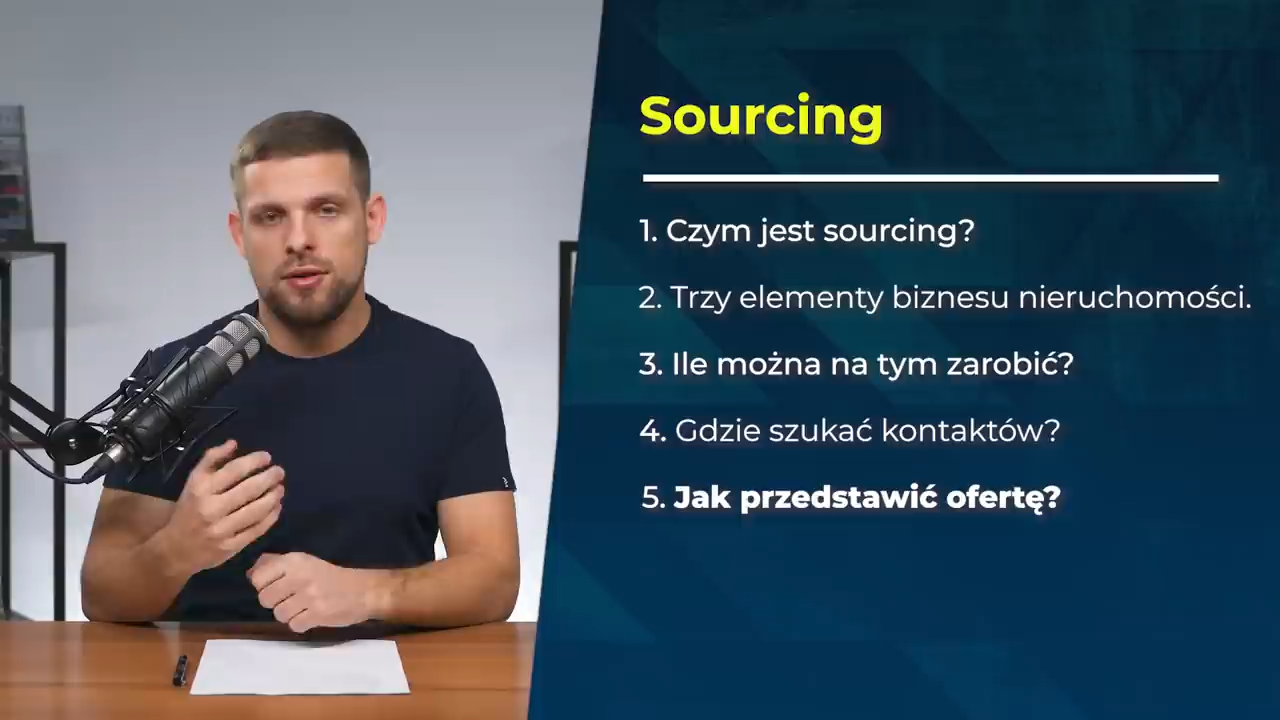 Sourcing
1. Czym jest sourcing?
2. Trzy elementy biznesu nieruchomości.
3. Ile można na tym zarobić?
4. Gdzie szukać kontaktów?
5. Jak przedstawić ofertę?